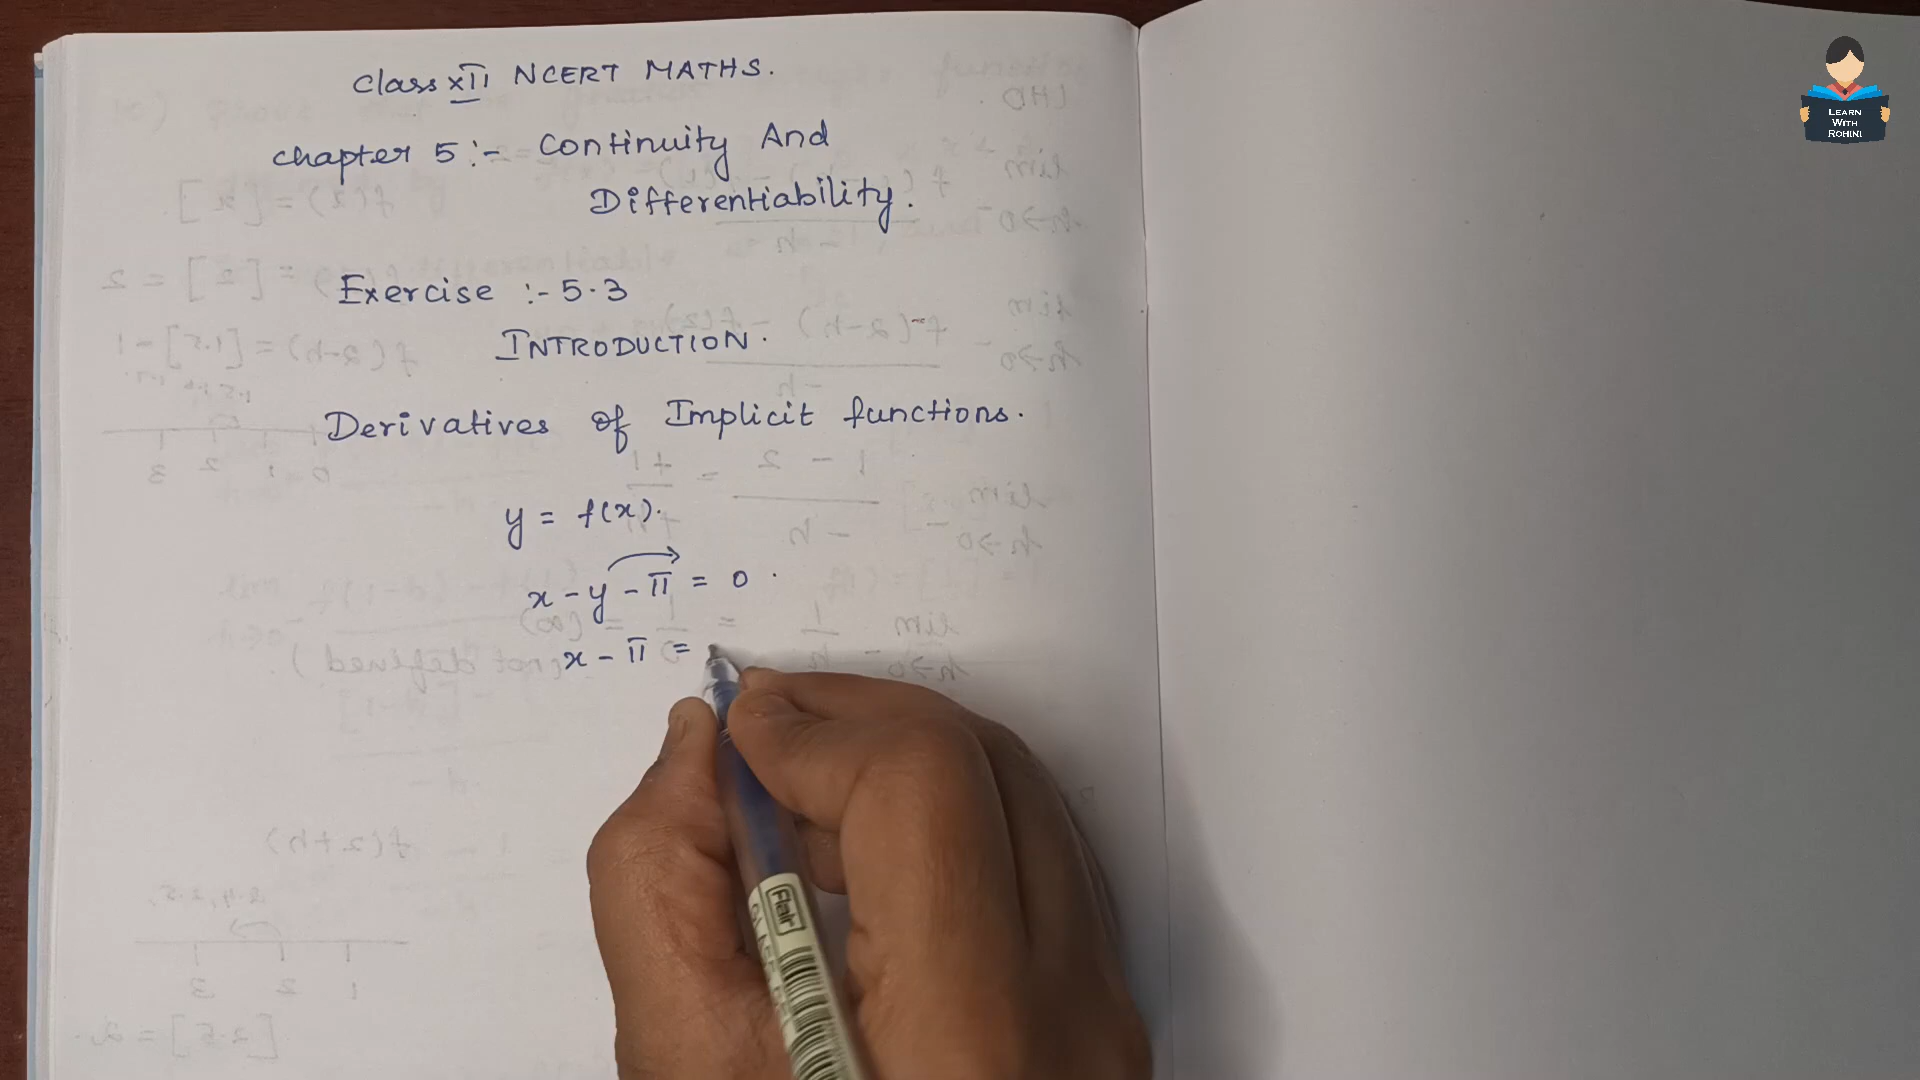 Class XII NCERT MATHS.
Chapter 5 :- Continuity And
Differentiability.
Exercise :- 5.3
INTRODUCTION.
Derivatives of Implicit functions.
y = f(x).
x - y - π = 0.
x - π =
LEARN
WITH
ROHINI
Flair